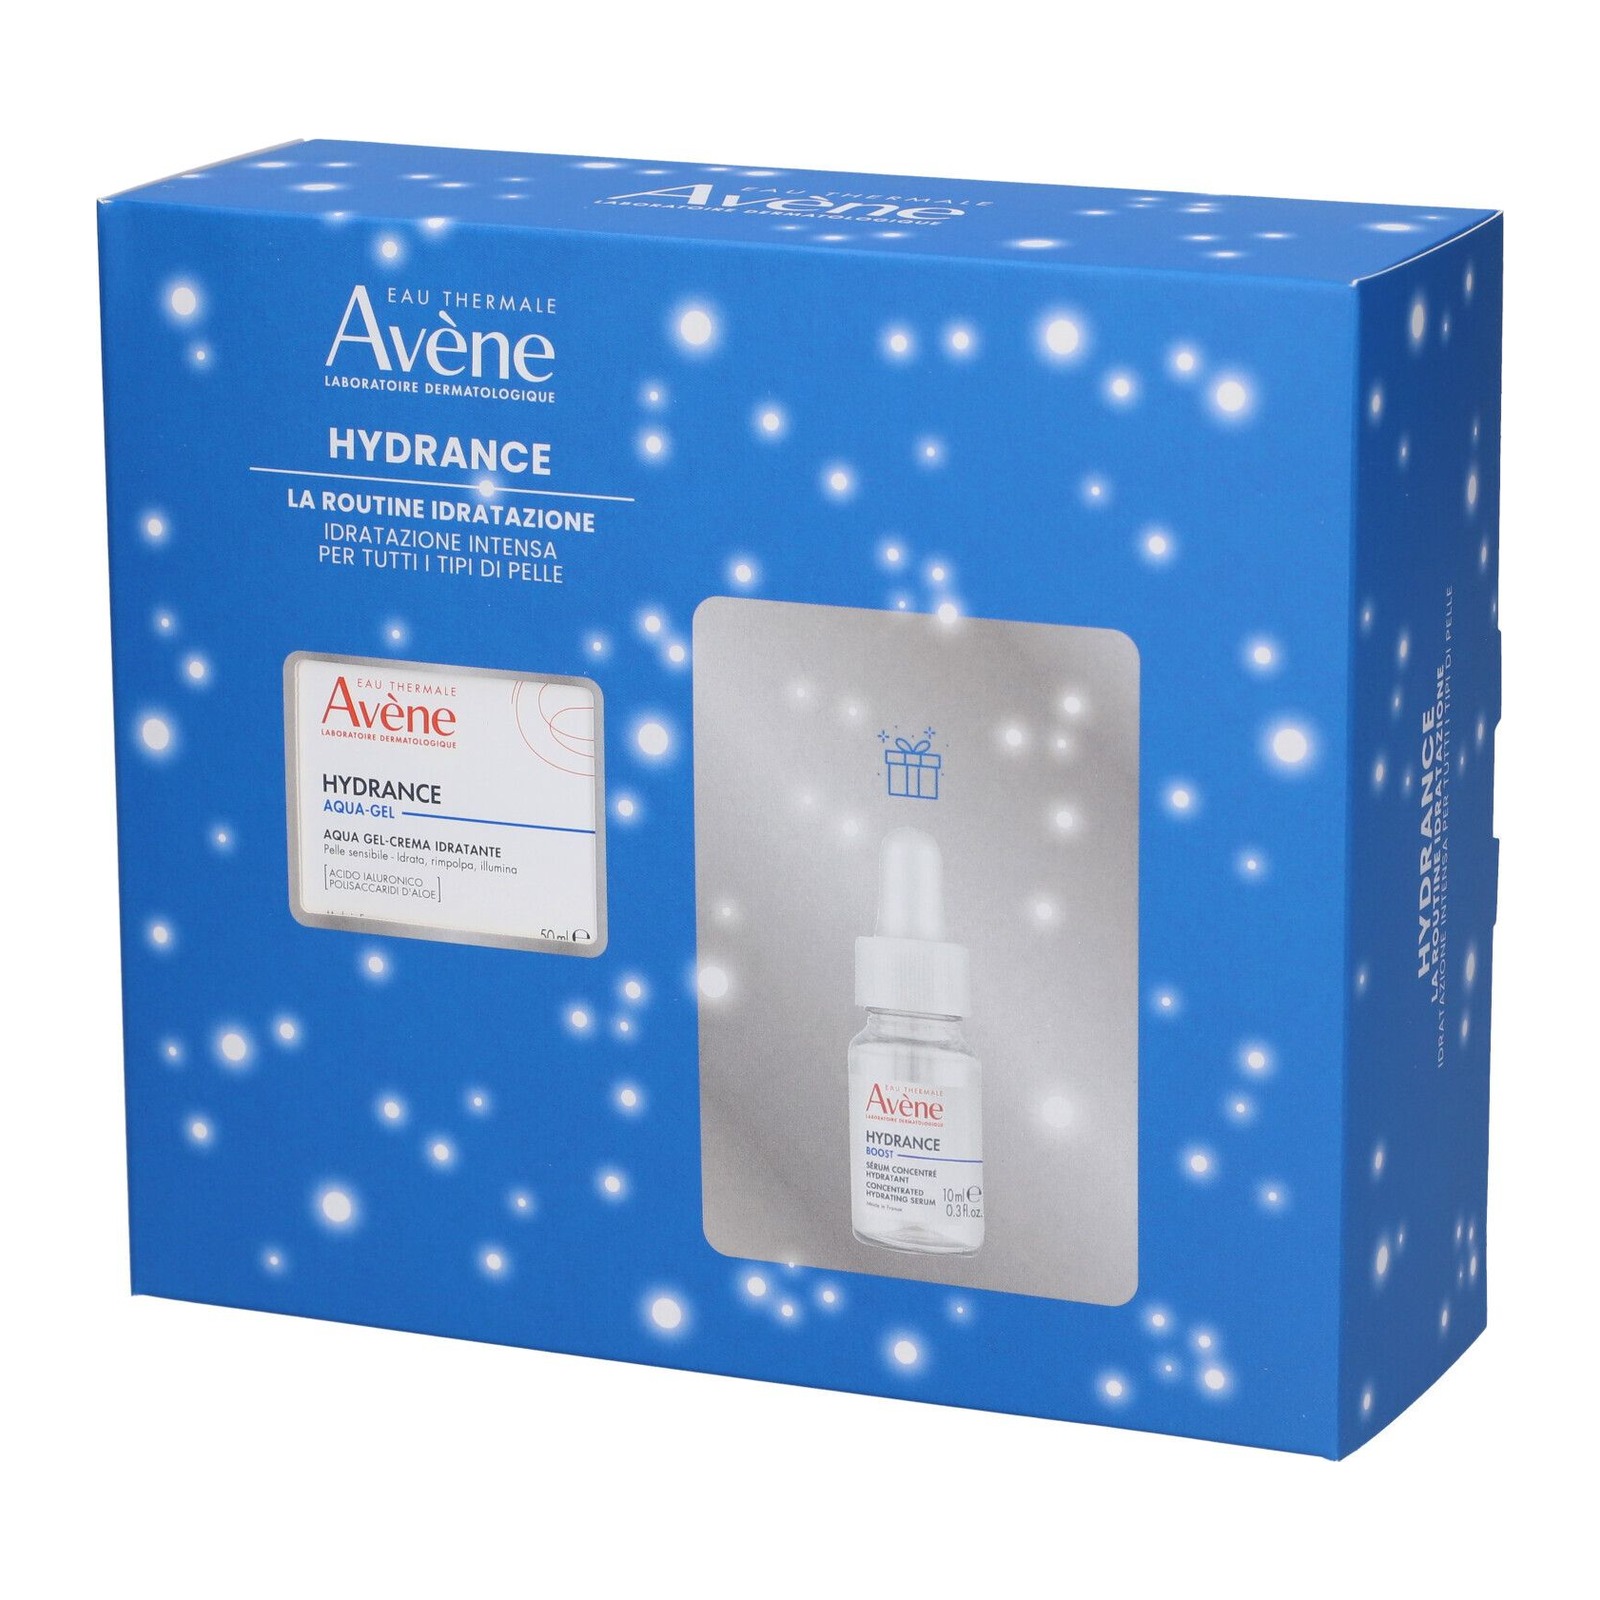 EAU THERMALE
Avène
LABORATOIRE DERMATOLOGIQUE
EAU THERMALE
Avène
LABORATOIRE DERMATOLOGIQUE
HYDRANCE
LA ROUTINE IDRATAZIONE
IDRATAZIONE INTENSA
PER TUTTI I TIPI DI PELLE
EAU THERMALE
Avène
LABORATOIRE DERMATOLOGIQUE
HYDRANCE
AQUA-GEL
AQUA GEL-CREMA IDRATANTE
Pelle sensibile - Idrata, rimpolpa, illumina
[ACIDO IALURONICO
POLISACCARIDI D'ALOE]
50 ml e
EAU THERMALE
Avène
LABORATOIRE DERMATOLOGIQUE
HYDRANCE
BOOST
SÉRUM CONCENTRÉ
HYDRATANT
CONCENTRATED
HYDRATING SERUM
Made in France
10 ml e
0.3 fl.oz.
HYDRANCE
LA ROUTINE IDRATAZIONE
IDRATAZIONE INTENSA PER TUTTI I TIPI DI PELLE